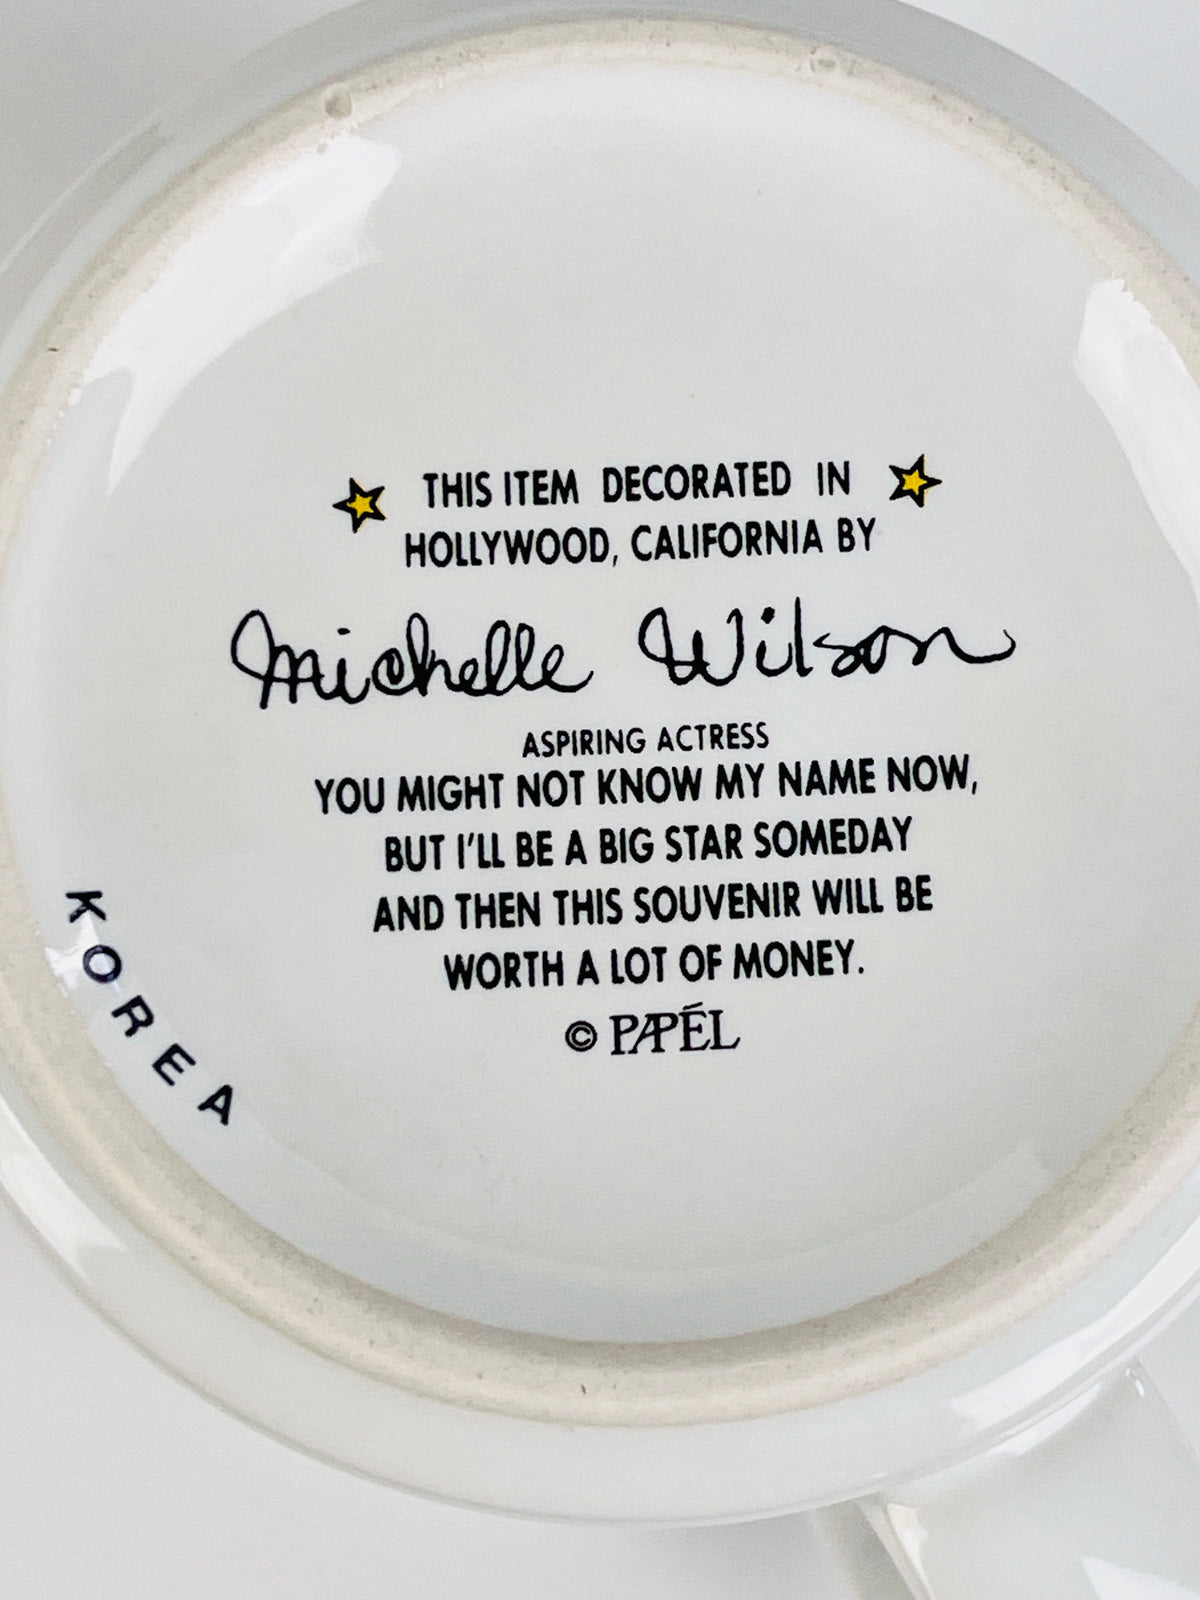 THIS ITEM DECORATED IN
HOLLYWOOD, CALIFORNIA BY
Michelle Wilson
ASPIRING ACTRESS
YOU MIGHT NOT KNOW MY NAME NOW,
BUT I'LL BE A BIG STAR SOMEDAY
AND THEN THIS SOUVENIR WILL BE
WORTH A LOT OF MONEY.
© PAPÉL
KOREA